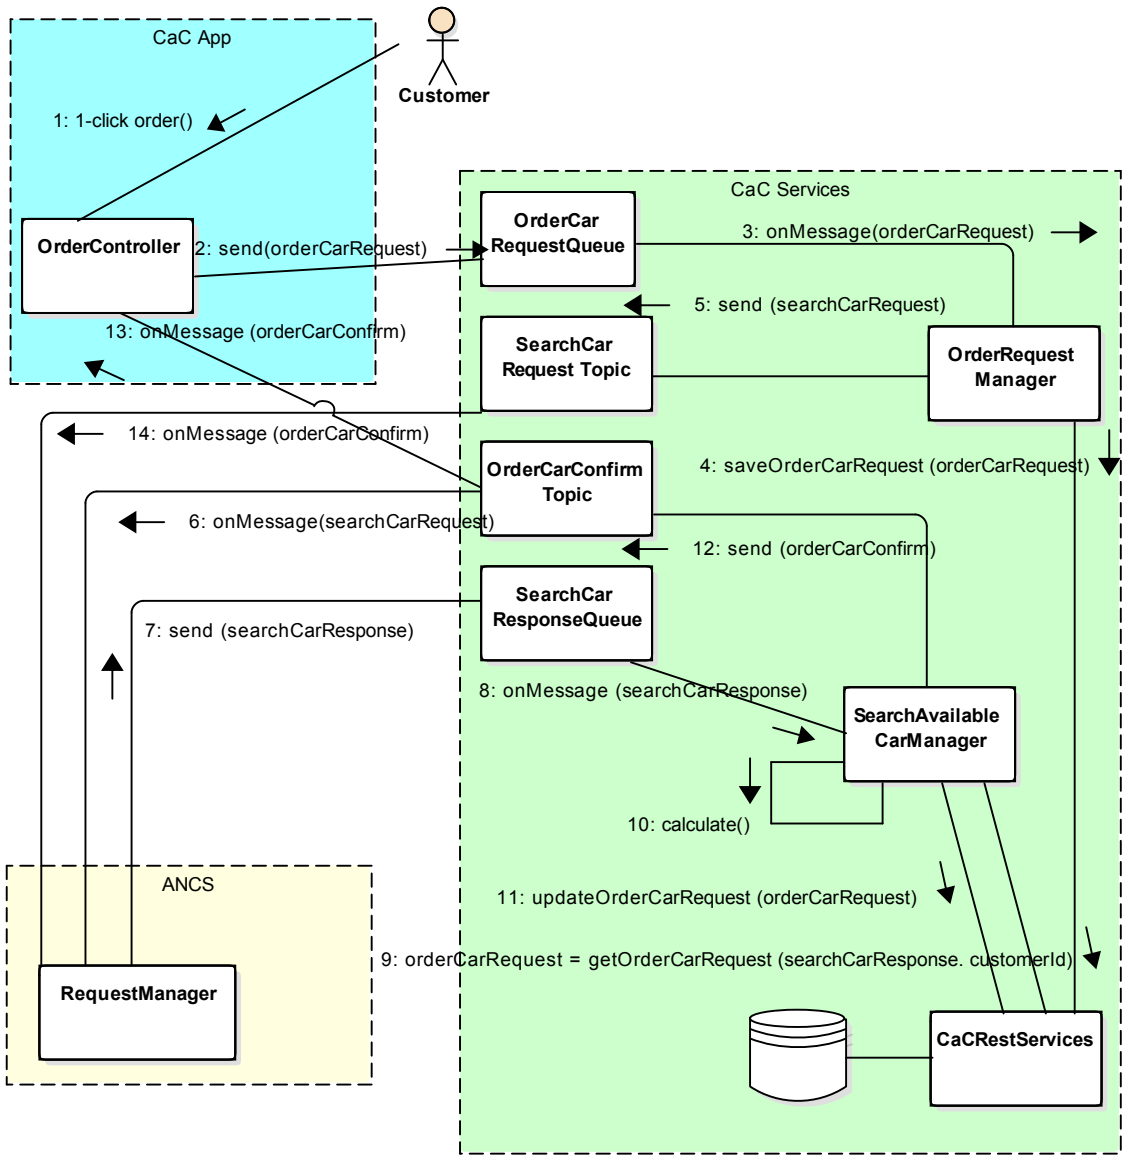 CaC App
Customer
1: 1-click order()
CaC Services
OrderController
OrderCar
RequestQueue
2: send(orderCarRequest)
3: onMessage(orderCarRequest)
5: send (searchCarRequest)
13: onMessage (orderCarConfirm)
SearchCar
Request Topic
OrderRequest
Manager
14: onMessage (orderCarConfirm)
4: saveOrderCarRequest (orderCarRequest)
OrderCarConfirm
Topic
6: onMessage(searchCarRequest)
12: send (orderCarConfirm)
SearchCar
ResponseQueue
7: send (searchCarResponse)
8: onMessage (searchCarResponse)
SearchAvailable
CarManager
10: calculate()
ANCS
11: updateOrderCarRequest (orderCarRequest)
9: orderCarRequest = getOrderCarRequest (searchCarResponse. customerId)
RequestManager
CaCRestServices